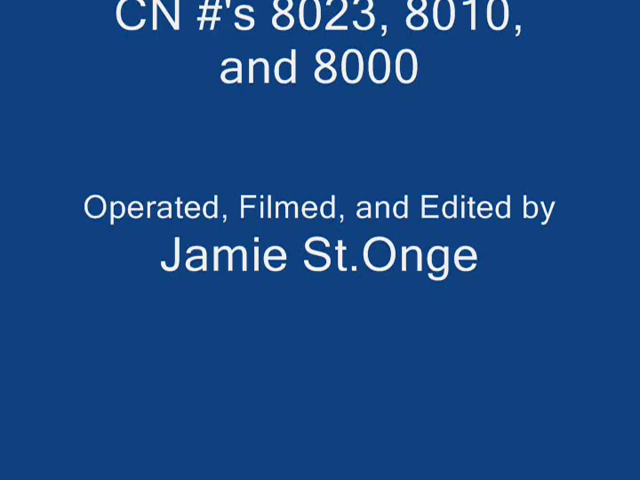 CN #'s 8023, 8010,
and 8000
Operated, Filmed, and Edited by
Jamie St.Onge